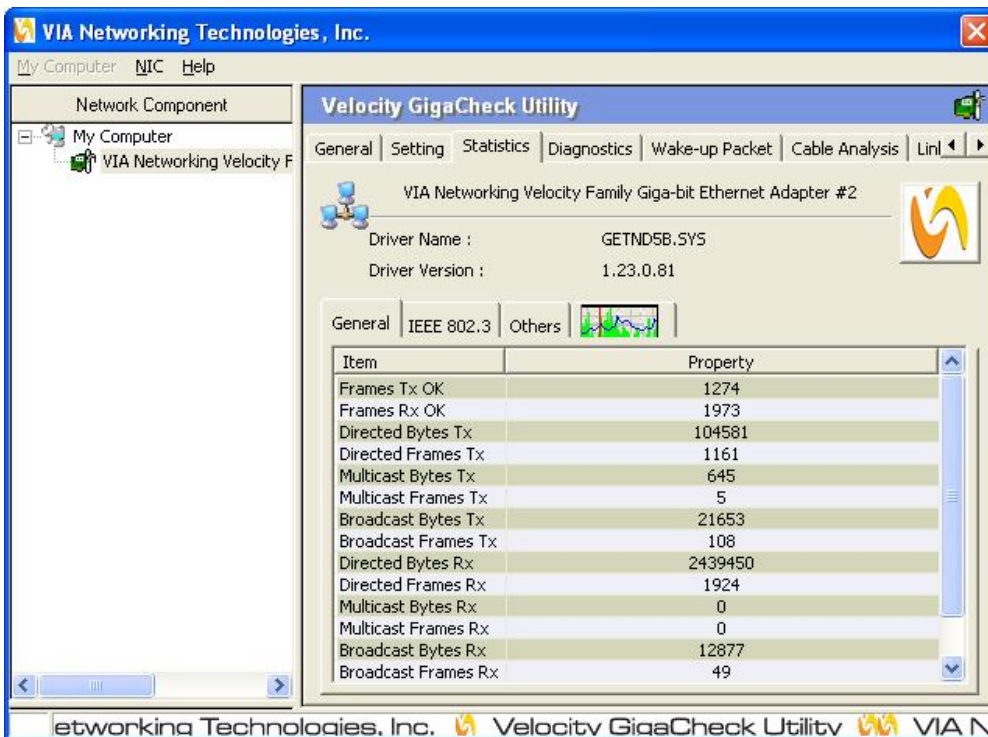 VIA Networking Technologies, Inc.
My Computer NIC Help
Network Component
My Computer
VIA Networking Velocity F
Velocity GigaCheck Utility
General Setting Statistics Diagnostics Wake-up Packet Cable Analysis Linl
VIA Networking Velocity Family Giga-bit Ethernet Adapter #2
Driver Name : GETND5B.SYS
Driver Version : 1.23.0.81
General IEEE 802.3 Others
Item Property
Frames Tx OK 1274
Frames Rx OK 1973
Directed Bytes Tx 104581
Directed Frames Tx 1161
Multicast Bytes Tx 645
Multicast Frames Tx 5
Broadcast Bytes Tx 21653
Broadcast Frames Tx 108
Directed Bytes Rx 2439450
Directed Frames Rx 1924
Multicast Bytes Rx 0
Multicast Frames Rx 0
Broadcast Bytes Rx 12877
Broadcast Frames Rx 49
etworking Technologies, Inc. Velocity GigaCheck Utility VIA N